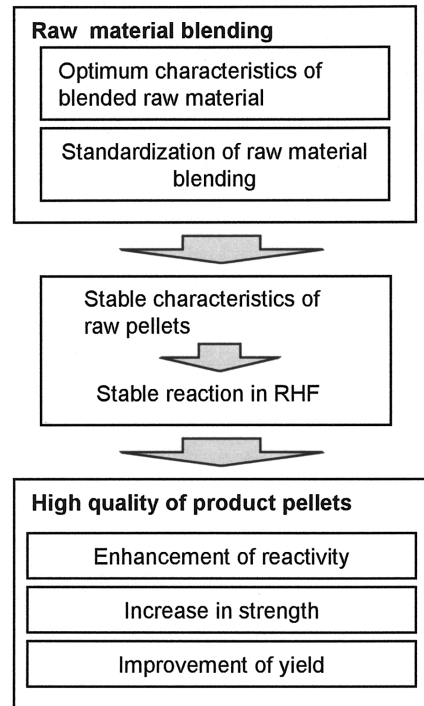 Raw material blending
Optimum characteristics of
blended raw material
Standardization of raw material
blending
Stable characteristics of
raw pellets
Stable reaction in RHF
High quality of product pellets
Enhancement of reactivity
Increase in strength
Improvement of yield